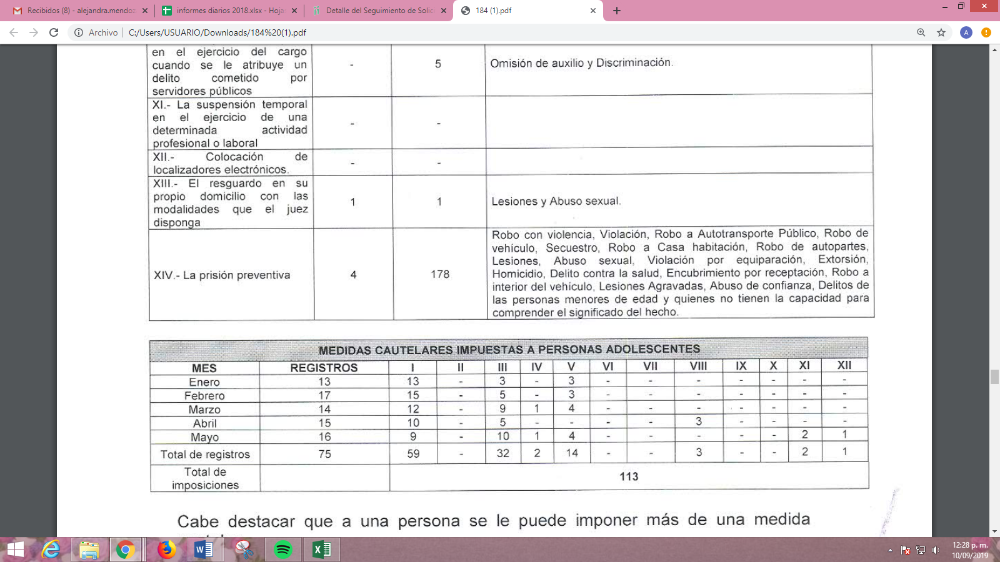 Recibidos (8) - alejandra.mendoz
informes diarios 2018.xlsx - Hoja
Detalle del Seguimiento de Solic
184 (1).pdf
Archivo C:/Users/USUARIO/Downloads/184%20(1).pdf
A
en el ejercicio del cargo
cuando se le atribuye un
delito cometido por
servidores públicos
- 5 Omisión de auxilio y Discriminación.
XI.- La suspensión temporal
en el ejercicio de una
determinada actividad
profesional o laboral
- -
XII.- Colocación de
localizadores electrónicos.
- -
XIII.- El resguardo en su
propio domicilio con las
modalidades que el juez
disponga
1 1 Lesiones y Abuso sexual.
XIV.- La prisión preventiva 4 178
Robo con violencia, Violación, Robo a Autotransporte Público, Robo de
vehículo, Secuestro, Robo a Casa habitación, Robo de autopartes,
Lesiones, Abuso sexual, Violación por equiparación, Extorsión,
Homicidio, Delito contra la salud, Encubrimiento por receptación, Robo a
interior del vehículo, Lesiones Agravadas, Abuso de confianza, Delitos de
las personas menores de edad y quienes no tienen la capacidad para
comprender el significado del hecho.
MEDIDAS CAUTELARES IMPUESTAS A PERSONAS ADOLESCENTES
MES REGISTROS I II III IV V VI VII VIII IX X XI XII
Enero 13 13 - 3 - 3 - - - - - - -
Febrero 17 15 - 5 - 3 - - - - - - -
Marzo 14 12 - 9 1 4 - - - - - - -
Abril 15 10 - 5 - - - - 3 - - - -
Mayo 16 9 - 10 1 4 - - - - - 2 1
Total de registros 75 59 - 32 2 14 - - 3 - - 2 1
Total de
imposiciones
113
Cabe destacar que a una persona se le puede imponer más de una medida
12:28 p. m.
10/09/2019